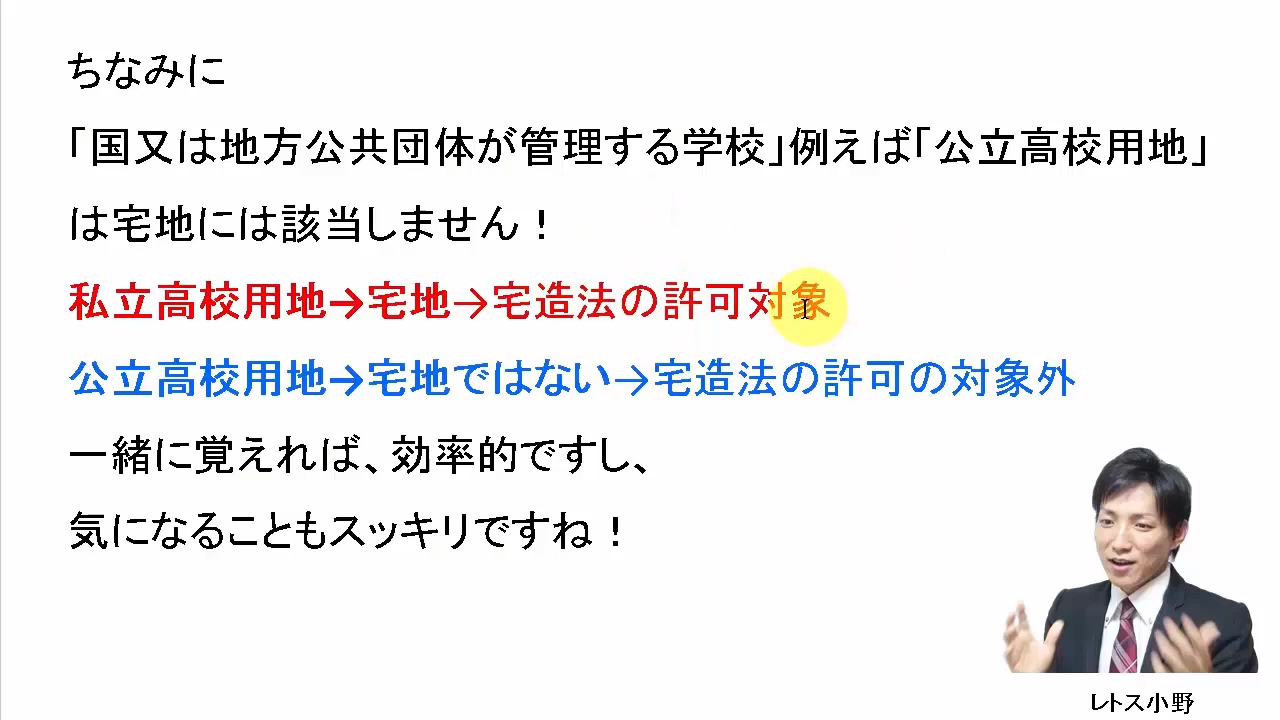 ちなみに
「国又は地方公共団体が管理する学校」例えば「公立高校用地」
は宅地には該当しません！
私立高校用地→宅地→宅造法の許可対象
公立高校用地→宅地ではない→宅造法の許可の対象外
一緒に覚えれば、効率的ですし、
気になることもスッキリですね！
レトス小野